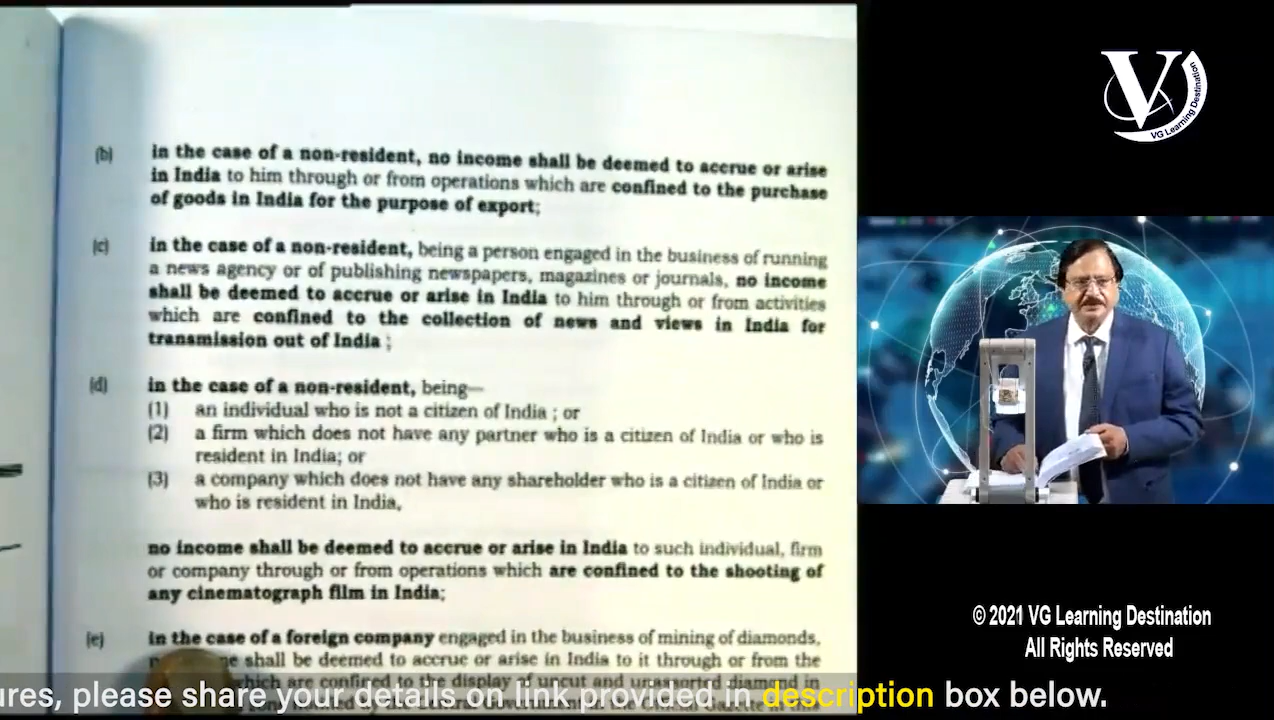 (b) in the case of a non-resident, no income shall be deemed to accrue or arise
in India to him through or from operations which are confined to the purchase
of goods in India for the purpose of export;
(c) in the case of a non-resident, being a person engaged in the business of running
a news agency or of publishing newspapers, magazines or journals, no income
shall be deemed to accrue or arise in India to him through or from activities
which are confined to the collection of news and views in India for
transmission out of India ;
(d) in the case of a non-resident, being—
(1) an individual who is not a citizen of India ; or
(2) a firm which does not have any partner who is a citizen of India or who is
resident in India; or
(3) a company which does not have any shareholder who is a citizen of India or
who is resident in India,
no income shall be deemed to accrue or arise in India to such individual, firm
or company through or from operations which are confined to the shooting of
any cinematograph film in India;
(e) in the case of a foreign company engaged in the business of mining of diamonds,
shall be deemed to accrue or arise in India to it through or from the
which are confined to the display of uncut and unassorted diamond in
V
VG Learning Destination
© 2021 VG Learning Destination
All Rights Reserved
ures, please share your details on link provided in description box below.